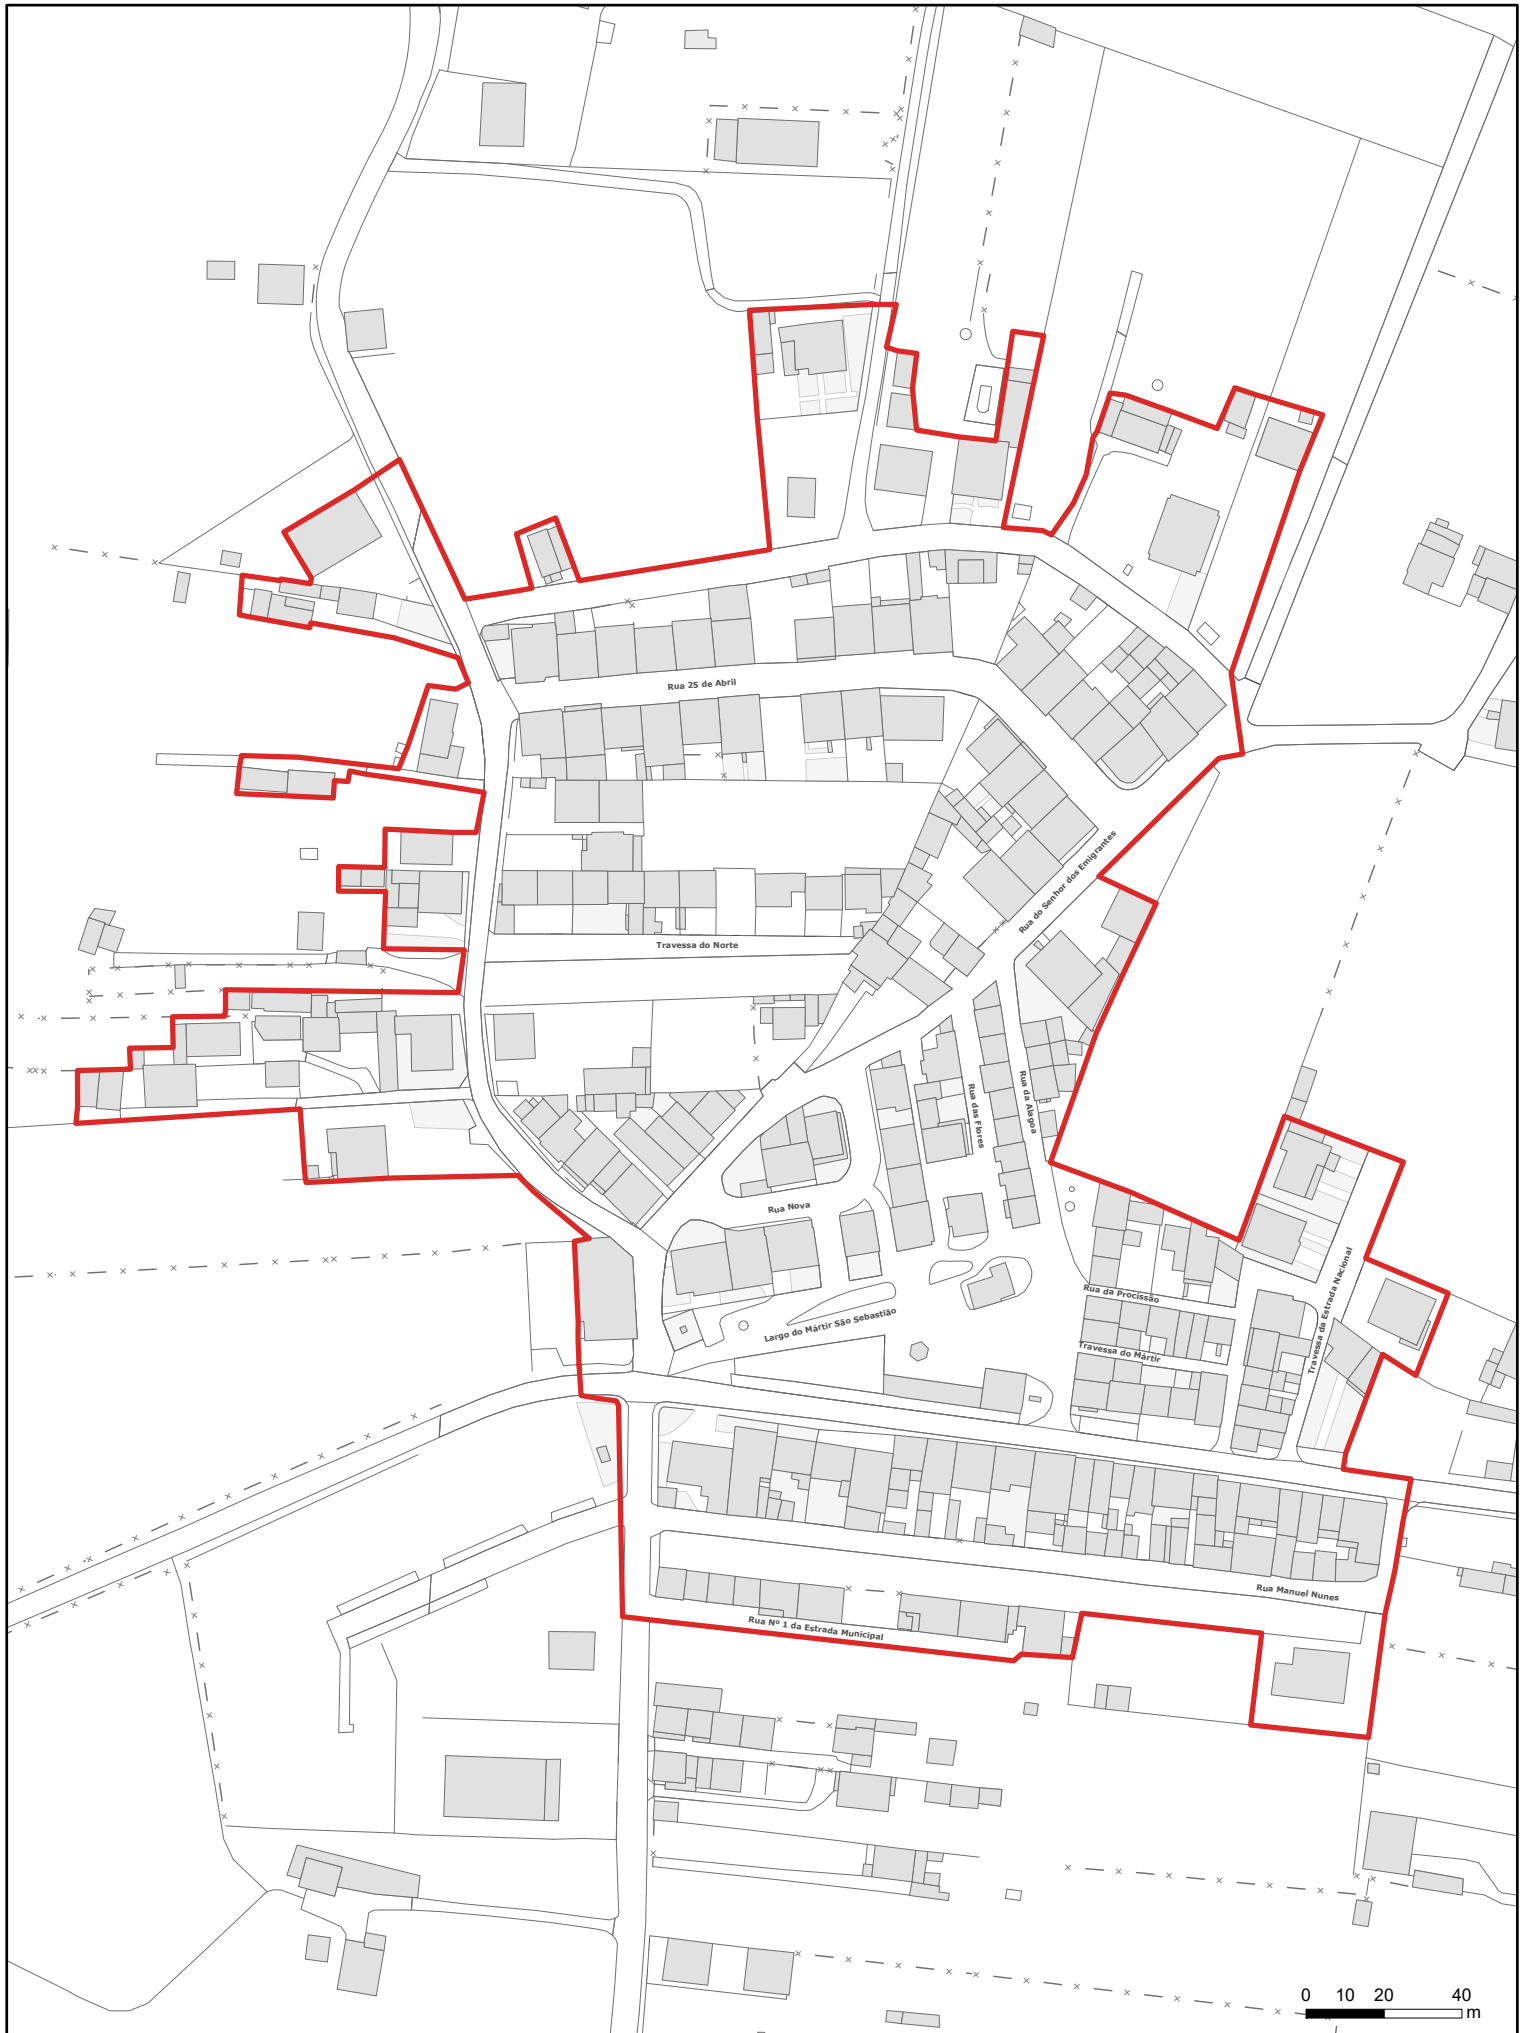 Rua 25 de Abril
Rua do Senhor dos Emigrantes
Travessa do Norte
Rua da Alagoa
Rua das Flores
Rua Nova
Travessa da Estrada Nacional
Rua da Procissão
Largo do Mártir São Sebastião
Travessa do Mártir
Rua Manuel Nunes
Rua Nº 1 da Estrada Municipal
0 10 20 40
m